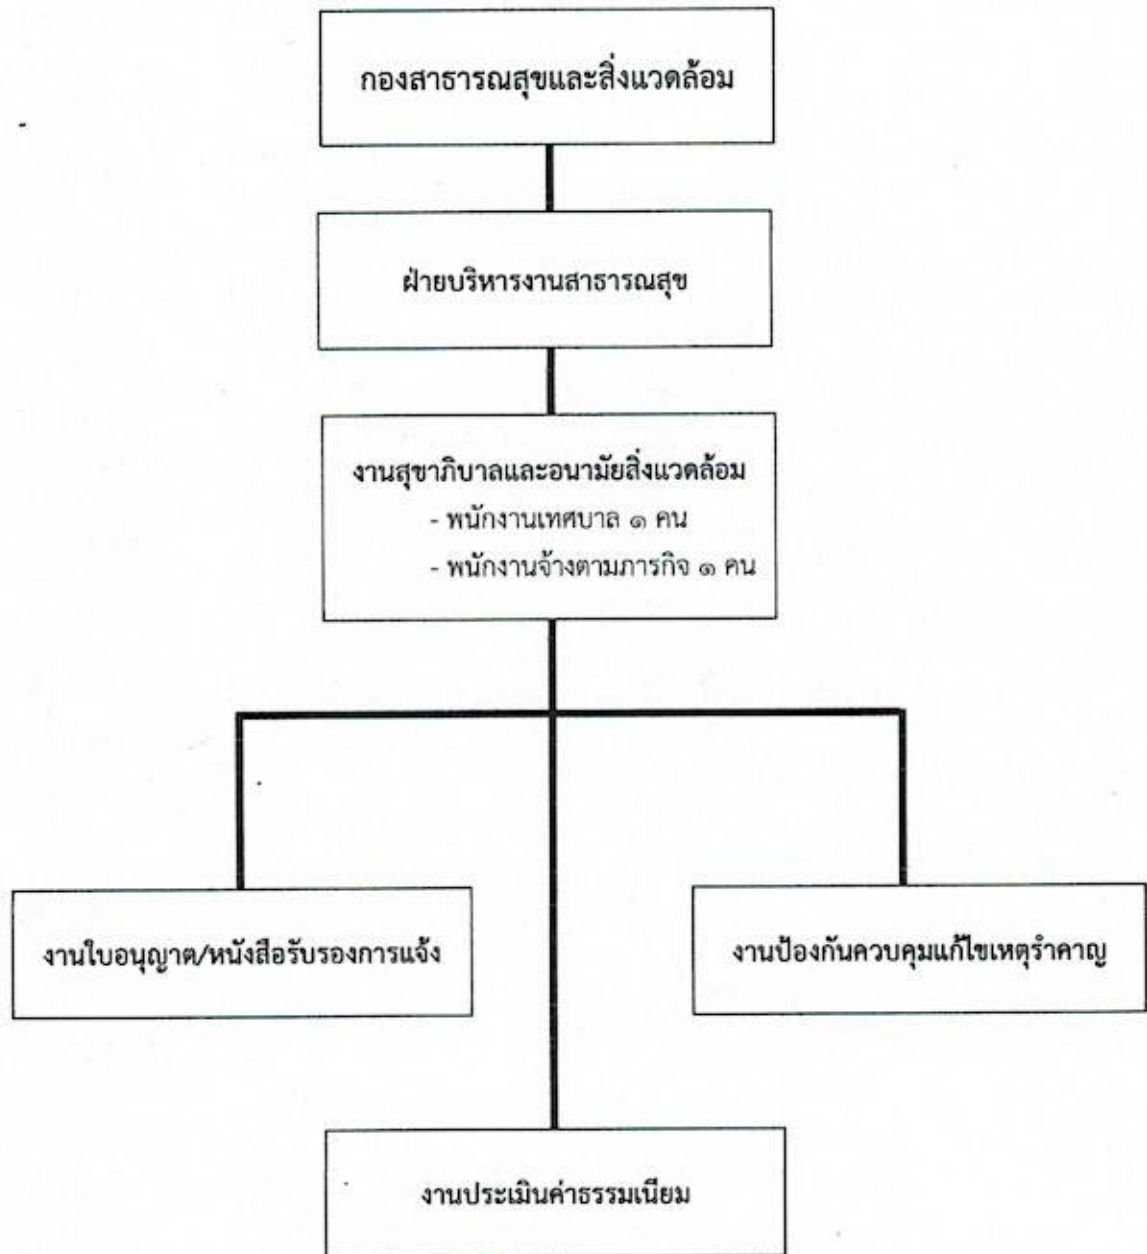 กองสาธารณสุขและสิ่งแวดล้อม
ฝ่ายบริหารงานสาธารณสุข
งานสุขาภิบาลและอนามัยสิ่งแวดล้อม
- พนักงานเทศบาล ๑ คน
- พนักงานจ้างตามภารกิจ ๑ คน
งานใบอนุญาต/หนังสือรับรองการแจ้ง
งานป้องกันควบคุมแก้ไขเหตุรำคาญ
งานประเมินค่าธรรมเนียม